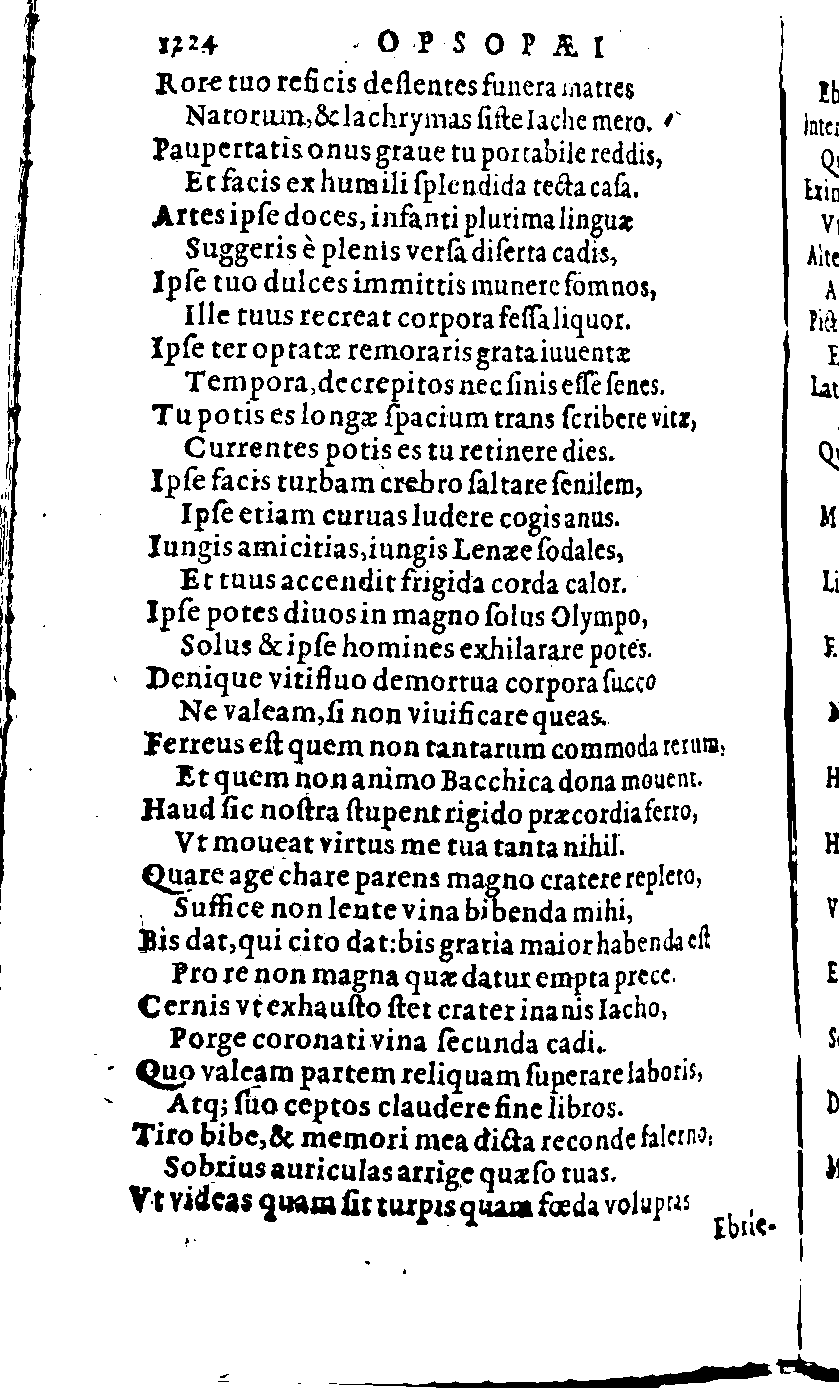 1224 OPSOPÆI
Rore tuo reficis deflentes funera matres
Natorum, & lachrymas ſiſte Iache mero.
Paupertatis onus graue tu portabile reddis,
Et facis ex humili ſplendida tecta caſa.
Artes ipſe doces, infanti plurima linguæ
Suggeris è plenis verſa diſerta cadis,
Ipſe tuo dulces immittis munere ſomnos,
Ille tuus recreat corpora feſſa liquor.
Ipſe ter optatæ remoraris grata iuuentæ
Tempora, decrepitos nec ſinis eſſe ſenes.
Tu potis es longæ ſpacium trans ſcribere vitæ,
Currentes potis es tu retinere dies.
Ipſe facis turbam crebro ſaltare ſenilem,
Ipſe etiam curuas ludere cogis anus.
Iungis amicitias, iungis Lenæe ſodales,
Et tuus accendit frigida corda calor.
Ipſe potes diuos in magno ſolus Olympo,
Solus & ipſe homines exhilarare potes.
Denique vitifluo demortua corpora ſucco
Ne valeam, ſi non viuificare queas.
Ferreus eſt quem non tantarum commoda rerum,
Et quem non animo Bacchica dona mouent.
Haud ſic noſtra ſtupent rigido præcordia ferro,
Vt moueat virtus me tua tanta nihil.
Quare age chare parens magno cratere repleto,
Suffice non lente vina bibenda mihi,
Bis dat, qui cito dat: bis gratia maior habenda eſt
Pro re non magna quæ datur empta prece.
Cernis vt exhauſto ſtet crater inanis Iacho,
Porge coronati vina ſecunda cadi.
Quo valeam partem reliquam ſuperare laboris,
Atq; ſuo ceptos claudere fine libros.
Tiro bibe, & memori mea dicta reconde falerno,
Sobrius auriculas arrige quæſo tuas.
Vt videas quam ſit turpis quam fœda voluptas
Ebrie-